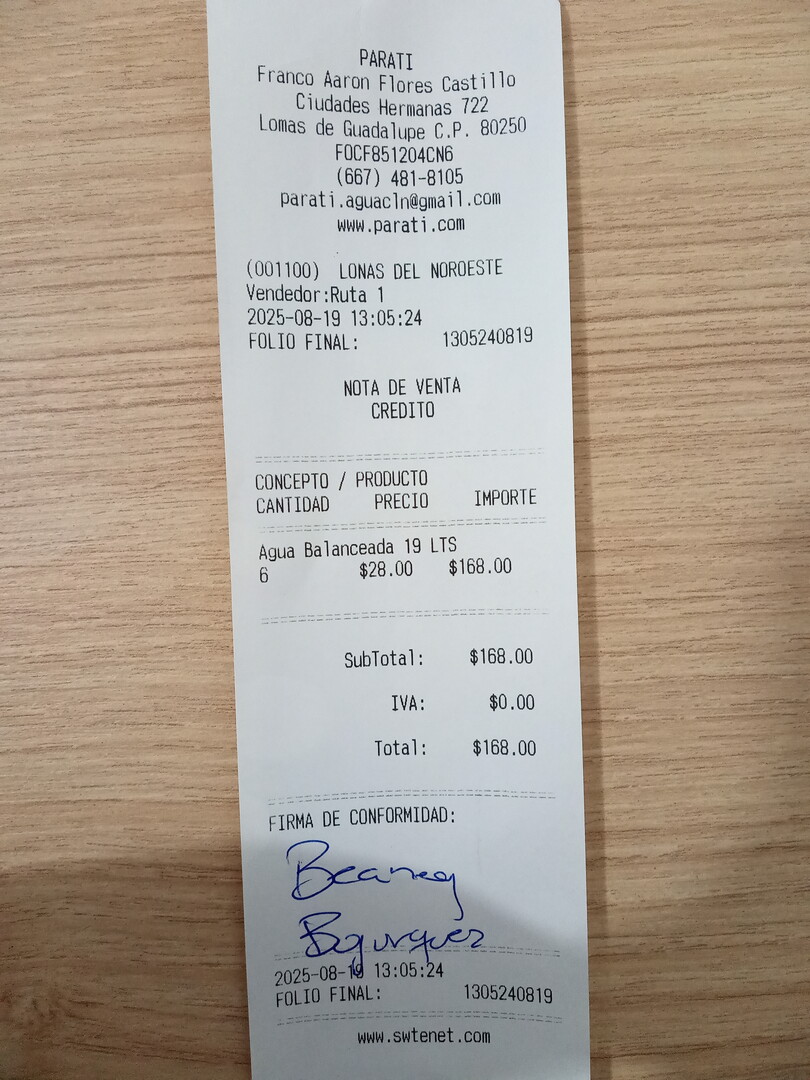 PARATI
Franco Aaron Flores Castillo
Ciudades Hermanas 722
Lomas de Guadalupe C.P. 80250
FOCF851204CN6
(667) 481-8105
parati.aguacln@gmail.com
www.parati.com
(001100) LONAS DEL NOROESTE
Vendedor:Ruta 1
2025-08-19 13:05:24
FOLIO FINAL: 1305240819
NOTA DE VENTA
CREDITO
CONCEPTO / PRODUCTO
CANTIDAD PRECIO IMPORTE
Agua Balanceada 19 LTS
6 $28.00 $168.00
SubTotal: $168.00
IVA: $0.00
Total: $168.00
FIRMA DE CONFORMIDAD:
2025-08-19 13:05:24
FOLIO FINAL: 1305240819
www.swtenet.com